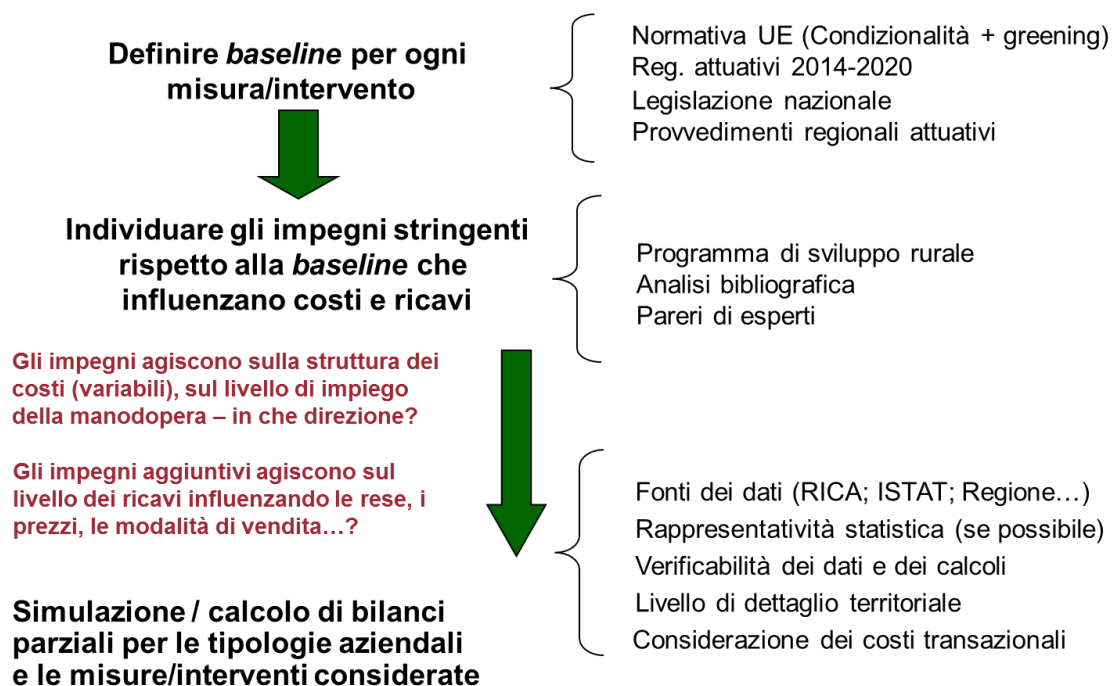 Definire baseline per ogni
misura/intervento
Normativa UE (Condizionalità + greening)
Reg. attuativi 2014-2020
Legislazione nazionale
Provvedimenti regionali attuativi
Individuare gli impegni stringenti
rispetto alla baseline che
influenzano costi e ricavi
Programma di sviluppo rurale
Analisi bibliografica
Pareri di esperti
Gli impegni agiscono sulla struttura dei
costi (variabili), sul livello di impiego
della manodopera – in che direzione?
Gli impegni aggiuntivi agiscono sul
livello dei ricavi influenzando le rese, i
prezzi, le modalità di vendita…?
Fonti dei dati (RICA; ISTAT; Regione…)
Rappresentatività statistica (se possibile)
Verificabilità dei dati e dei calcoli
Livello di dettaglio territoriale
Considerazione dei costi transazionali
Simulazione / calcolo di bilanci
parziali per le tipologie aziendali
e le misure/interventi considerate